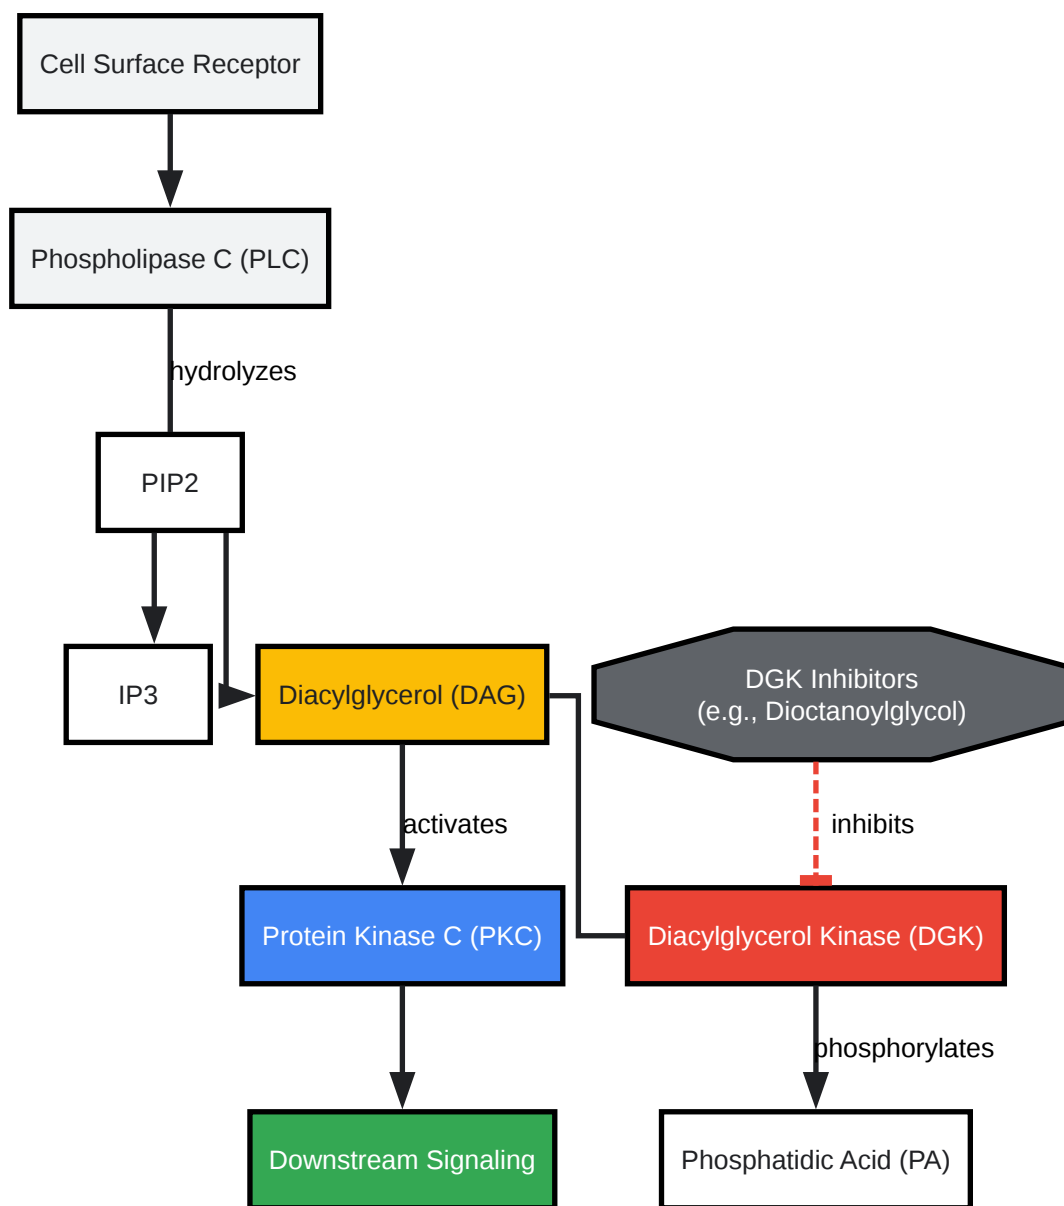 Cell Surface Receptor
Phospholipase C (PLC)
hydrolyzes
PIP2
IP3
Diacylglycerol (DAG)
DGK Inhibitors
(e.g., Dioctanoylglycol)
activates
inhibits
Protein Kinase C (PKC)
Diacylglycerol Kinase (DGK)
phosphorylates
Downstream Signaling
Phosphatidic Acid (PA)